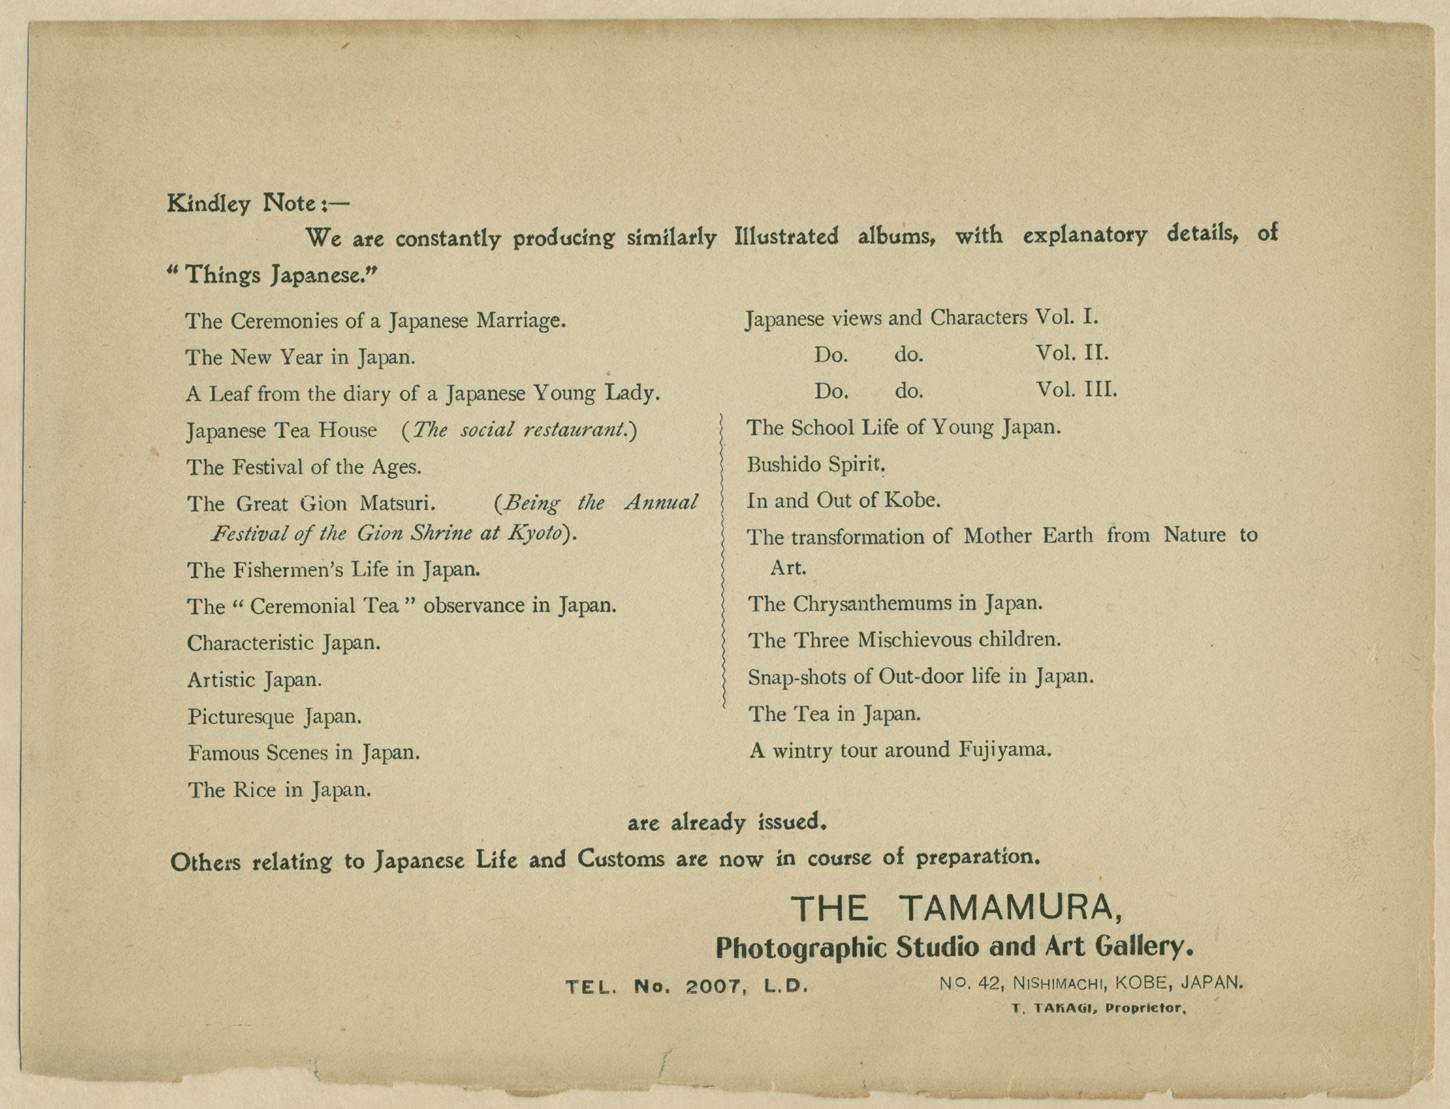 Kindley Note:—
We are constantly producing similarly Illustrated albums, with explanatory details, of
“Things Japanese.”
The Ceremonies of a Japanese Marriage.
The New Year in Japan.
A Leaf from the diary of a Japanese Young Lady.
Japanese Tea House (The social restaurant.)
The Festival of the Ages.
The Great Gion Matsuri. (Being the Annual
Festival of the Gion Shrine at Kyoto).
The Fishermen's Life in Japan.
The “Ceremonial Tea” observance in Japan.
Characteristic Japan.
Artistic Japan.
Picturesque Japan.
Famous Scenes in Japan.
The Rice in Japan.
Japanese views and Characters Vol. I.
Do. do. Vol. II.
Do. do. Vol. III.
The School Life of Young Japan.
Bushido Spirit.
In and Out of Kobe.
The transformation of Mother Earth from Nature to
Art.
The Chrysanthemums in Japan.
The Three Mischievous children.
Snap-shots of Out-door life in Japan.
The Tea in Japan.
A wintry tour around Fujiyama.
are already issued.
Others relating to Japanese Life and Customs are now in course of preparation.
THE TAMAMURA,
Photographic Studio and Art Gallery.
TEL. No. 2007, L.D.
No. 42, NISHIMACHI, KOBE, JAPAN.
T. TAKAGI, Proprietor.